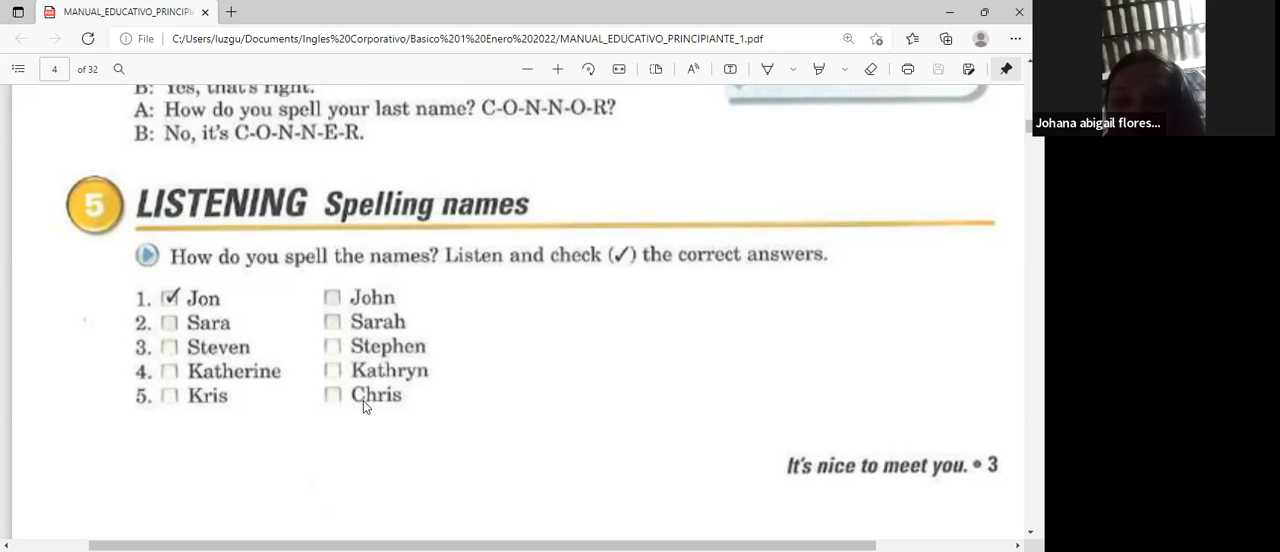 MANUAL_EDUCATIVO_PRINCIPI
File C:/Users/luzgu/Documents/Ingles%20Corporativo/Basico%201%20Enero%202022/MANUAL_EDUCATIVO_PRINCIPIANTE_1.pdf
4 of 32
B: Yes, that's right.
A: How do you spell your last name? C-O-N-N-O-R?
B: No, it's C-O-N-N-E-R.
5 LISTENING Spelling names
How do you spell the names? Listen and check (✓) the correct answers.
1. ✓ Jon John
2. Sara Sarah
3. Steven Stephen
4. Katherine Kathryn
5. Kris Chris
It's nice to meet you. • 3
Johana abigail flores...